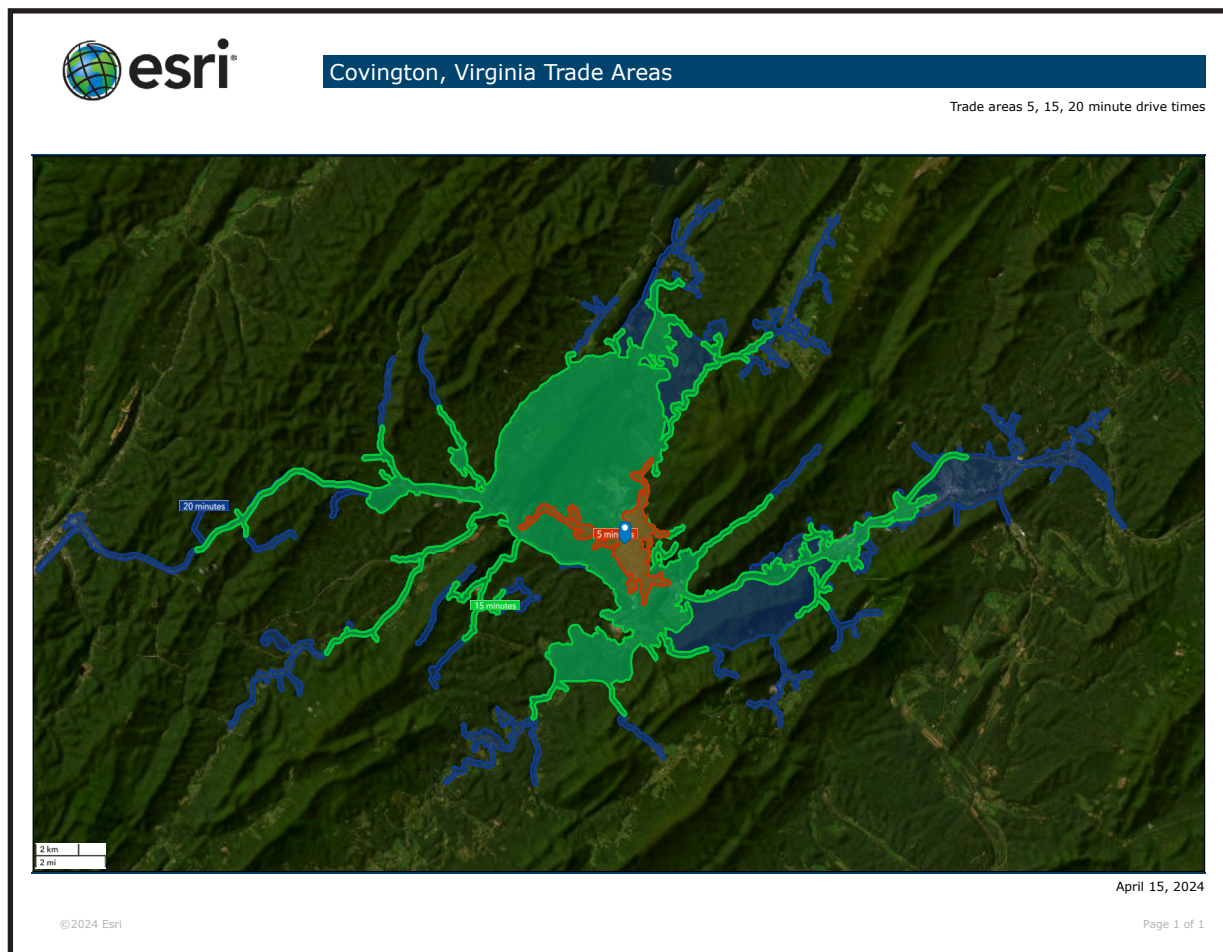 esri®
Covington, Virginia Trade Areas
Trade areas 5, 15, 20 minute drive times
20 minutes
15 minutes
2 km
2 mi
April 15, 2024
©2024 Esri
Page 1 of 1